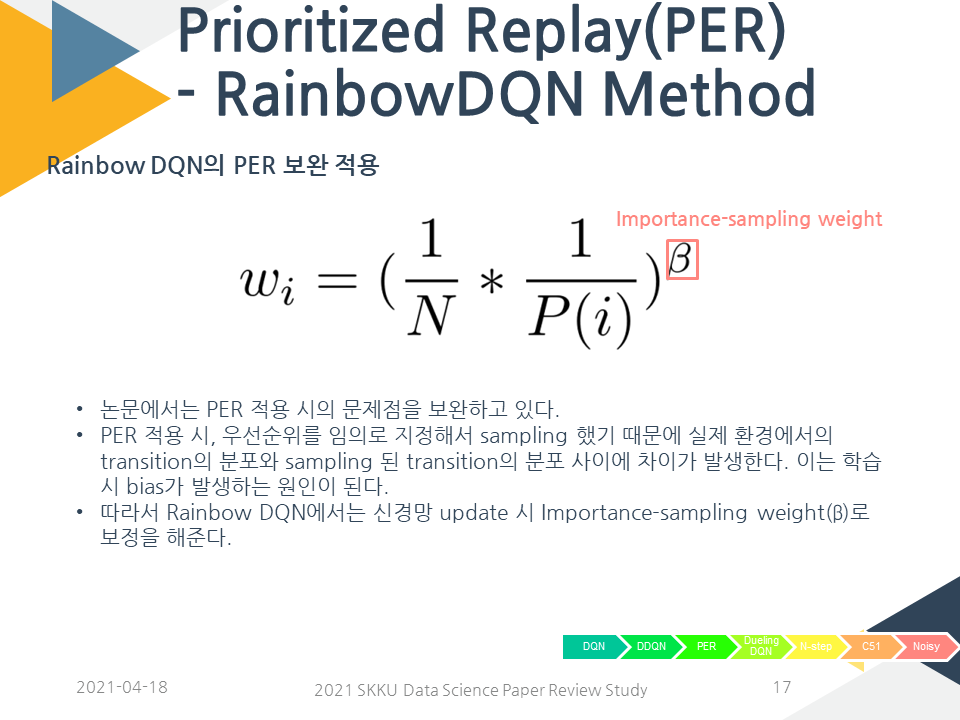 Prioritized Replay(PER)
- RainbowDQN Method
Rainbow DQN의 PER 보완 적용
Importance-sampling weight
w_i = (\frac{1}{N} * \frac{1}{P(i)})^β
• 논문에서는 PER 적용 시의 문제점을 보완하고 있다.
• PER 적용 시, 우선순위를 임의로 지정해서 sampling 했기 때문에 실제 환경에서의
transition의 분포와 sampling 된 transition의 분포 사이에 차이가 발생한다. 이는 학습
시 bias가 발생하는 원인이 된다.
• 따라서 Rainbow DQN에서는 신경망 update 시 Importance-sampling weight(β)로
보정을 해준다.
DQN
DDQN
PER
Dueling
DQN
N-step
C51
Noisy
2021-04-18
2021 SKKU Data Science Paper Review Study
17